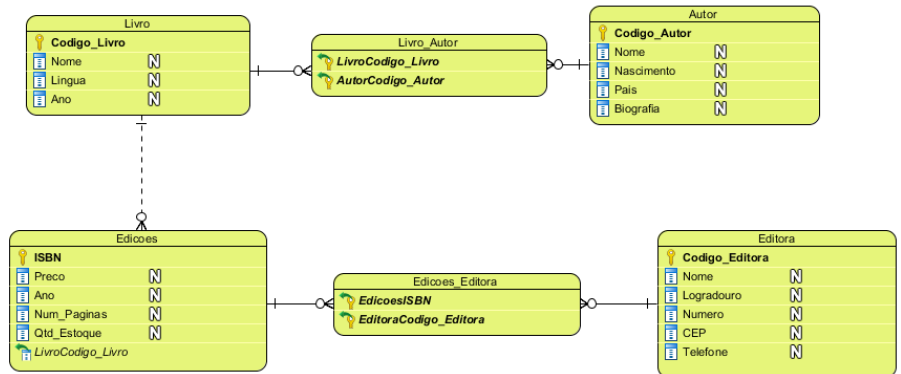 Livro
Codigo_Livro
Nome N
Lingua N
Ano N
Livro_Autor
LivroCodigo_Livro
AutorCodigo_Autor
Autor
Codigo_Autor
Nome N
Nascimento N
Pais N
Biografia N
Edicoes
ISBN
Preco N
Ano N
Num_Paginas N
Qtd_Estoque N
LivroCodigo_Livro
Edicoes_Editora
EdicoesISBN
EditoraCodigo_Editora
Editora
Codigo_Editora
Nome N
Logradouro N
Numero N
CEP N
Telefone N